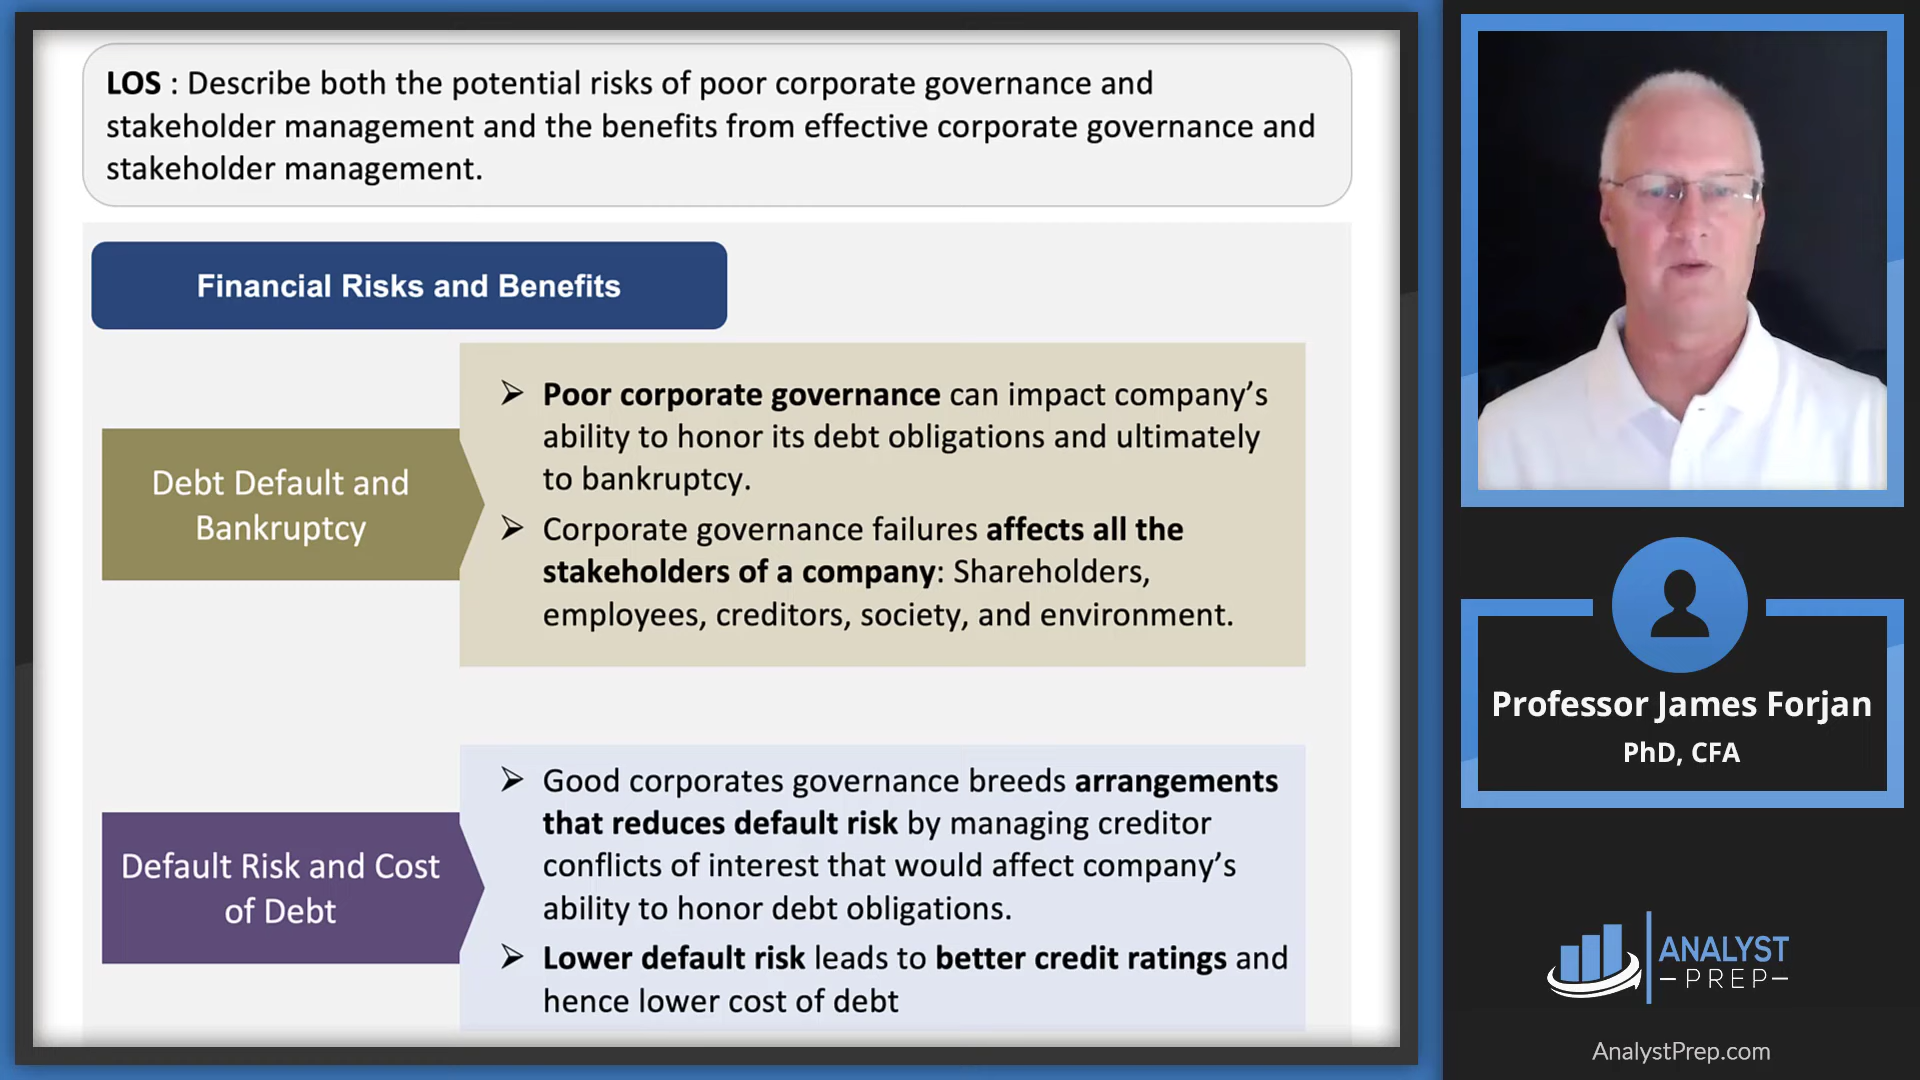 LOS : Describe both the potential risks of poor corporate governance and
stakeholder management and the benefits from effective corporate governance and
stakeholder management.
Financial Risks and Benefits
Debt Default and
Bankruptcy
➢ Poor corporate governance can impact company’s
ability to honor its debt obligations and ultimately
to bankruptcy.
➢ Corporate governance failures affects all the
stakeholders of a company: Shareholders,
employees, creditors, society, and environment.
Default Risk and Cost
of Debt
➢ Good corporates governance breeds arrangements
that reduces default risk by managing creditor
conflicts of interest that would affect company’s
ability to honor debt obligations.
➢ Lower default risk leads to better credit ratings and
hence lower cost of debt
Professor James Forjan
PhD, CFA
ANALYST
PREP
AnalystPrep.com